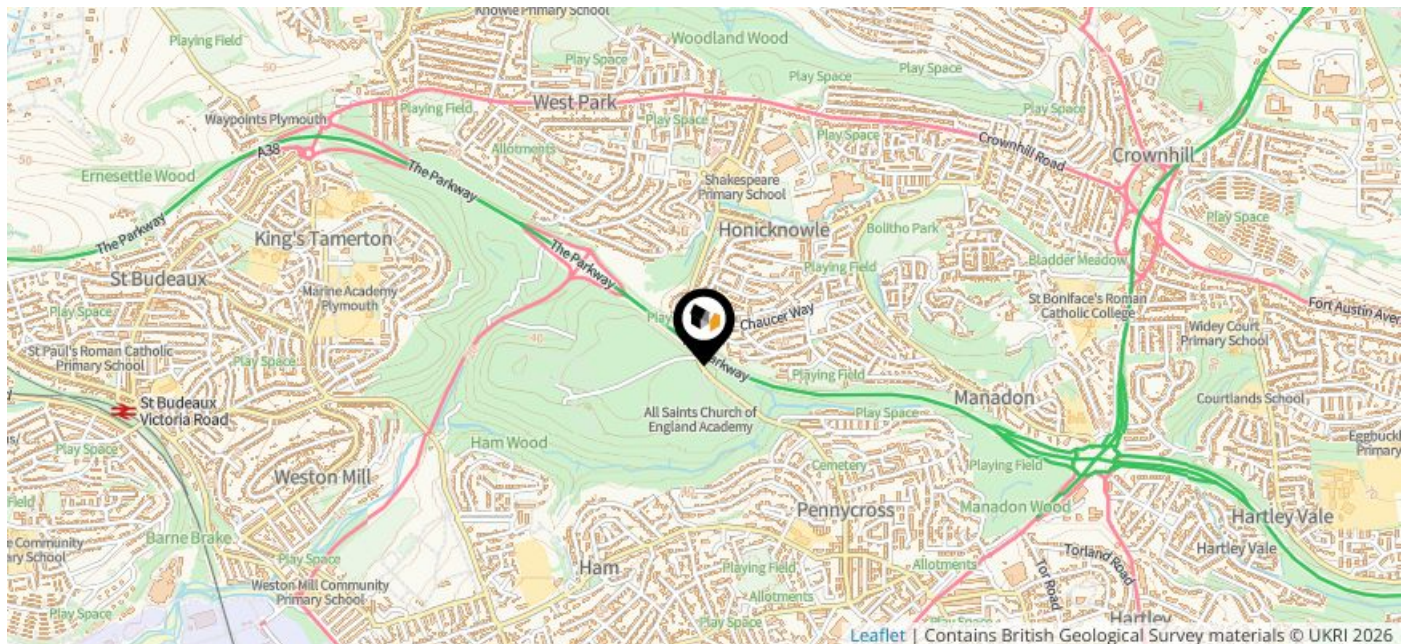 Knowle Primary School
Playing Field
Woodland Wood
Play Space
Play Space
Play Space
Playing Field
West Park
Play Space
Waypoints Plymouth
Play Space
Play Space
Crownhill Road
A38
Allotments
Crownhill
Ernesettle Wood
The Parkway
Shakespeare
Primary School
Play Space
The Parkway
King's Tamerton
Honicknowle
Bolitho Park
The Parkway
Playing Field
Bladder Meadow
St Budeaux
Marine Academy
Plymouth
St Boniface's Roman
Catholic College
Fort Austin Aven
Play Space
Chaucer Way
Widey Court
Primary School
St Paul's Roman Catholic
Primary School
Play Space
Parkway
Playing Field
St Budeaux
Victoria Road
Manadon
Courtlands School
All Saints Church of
England Academy
Play Space
Play Space
Ham Wood
Eggbuckl
Primary
Weston Mill
Cemetery
Playing Field
Field
Pennycross
Manadon Wood
Hartley Vale
e Community
ary School
Barne Brake
Hartley Vale
Play Space
Ham
Playing Field
Allotments
Torland Road
Tor Road
Weston Mill Community
Primary School
Allotments
Play Space
Play Space
Hartley
Leaflet | Contains British Geological Survey materials © UKRI 2026